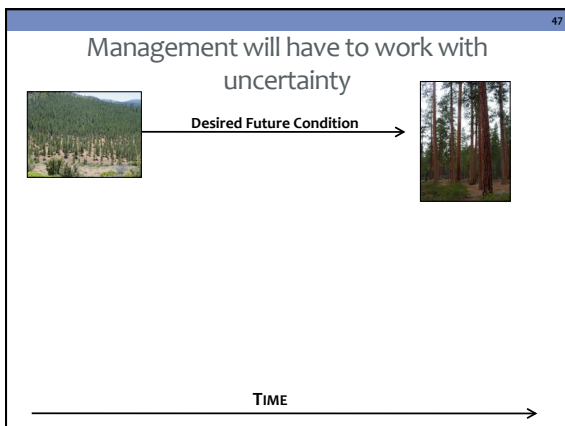 47
Management will have to work with
uncertainty
Desired Future Condition
TIME